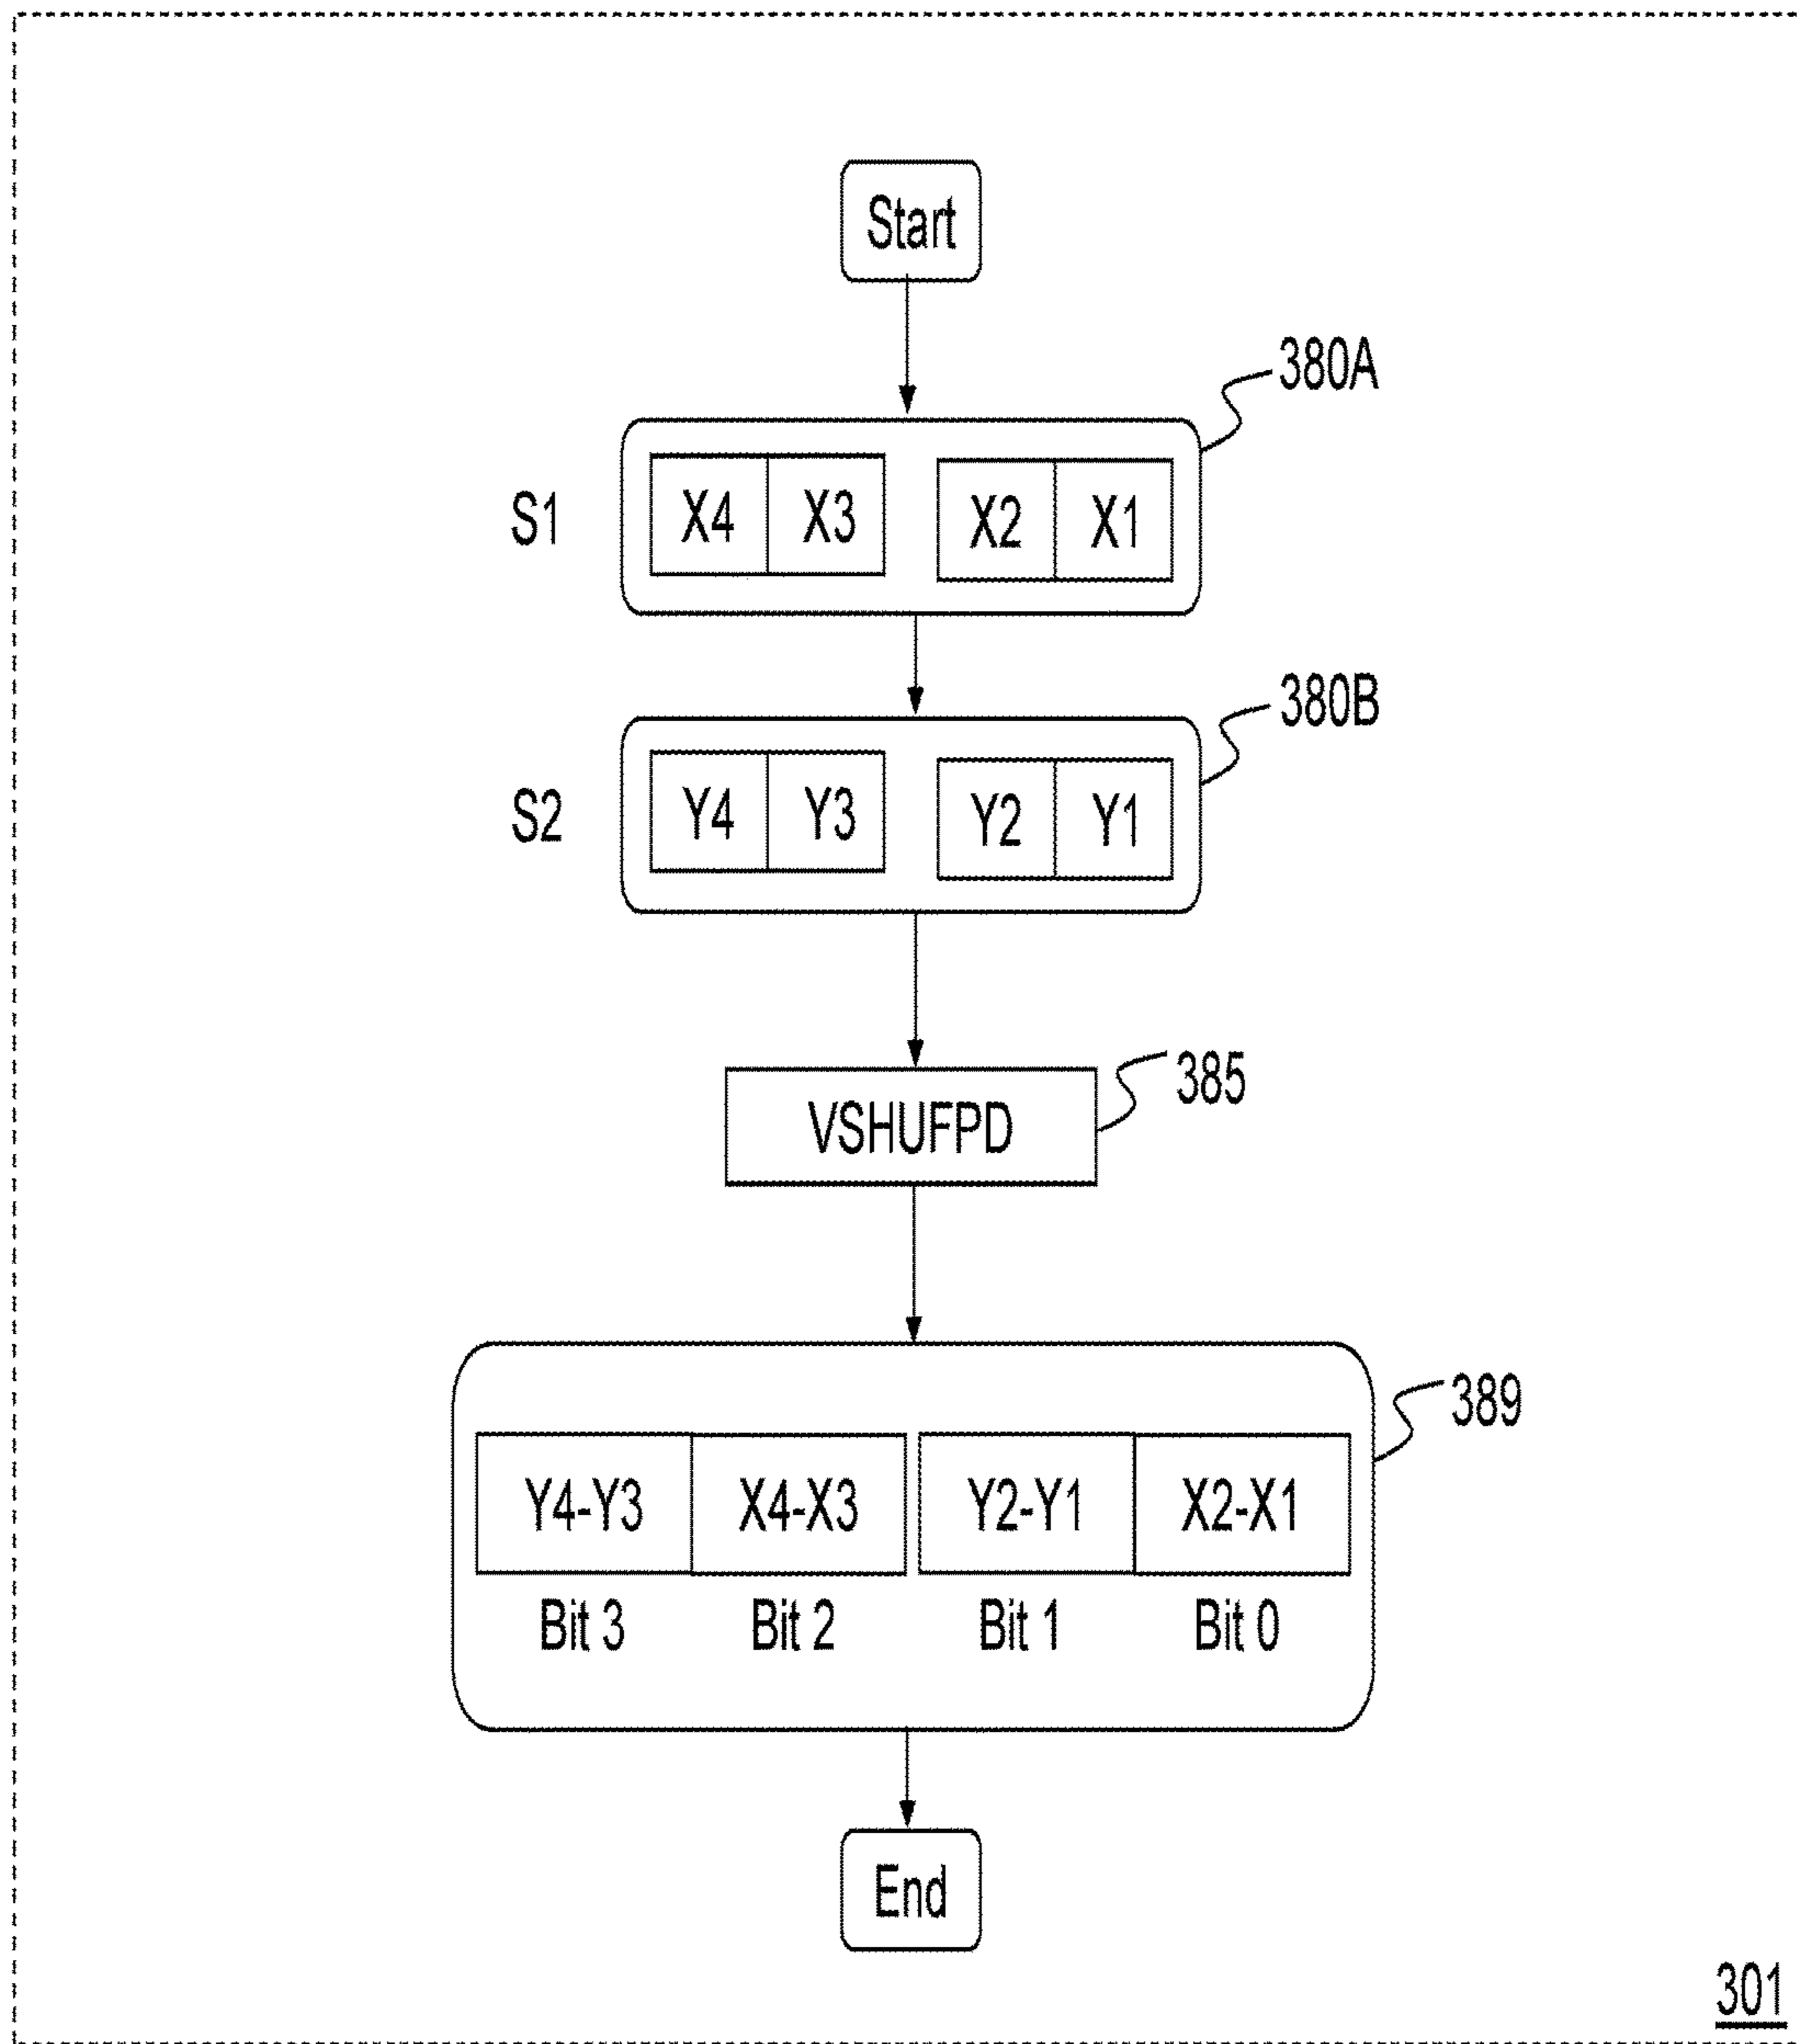 Start
380A
S1 X4 X3 X2 X1
380B
S2 Y4 Y3 Y2 Y1
385
VSHUFPD
389
Y4-Y3 X4-X3 Y2-Y1 X2-X1
Bit 3 Bit 2 Bit 1 Bit 0
End
301